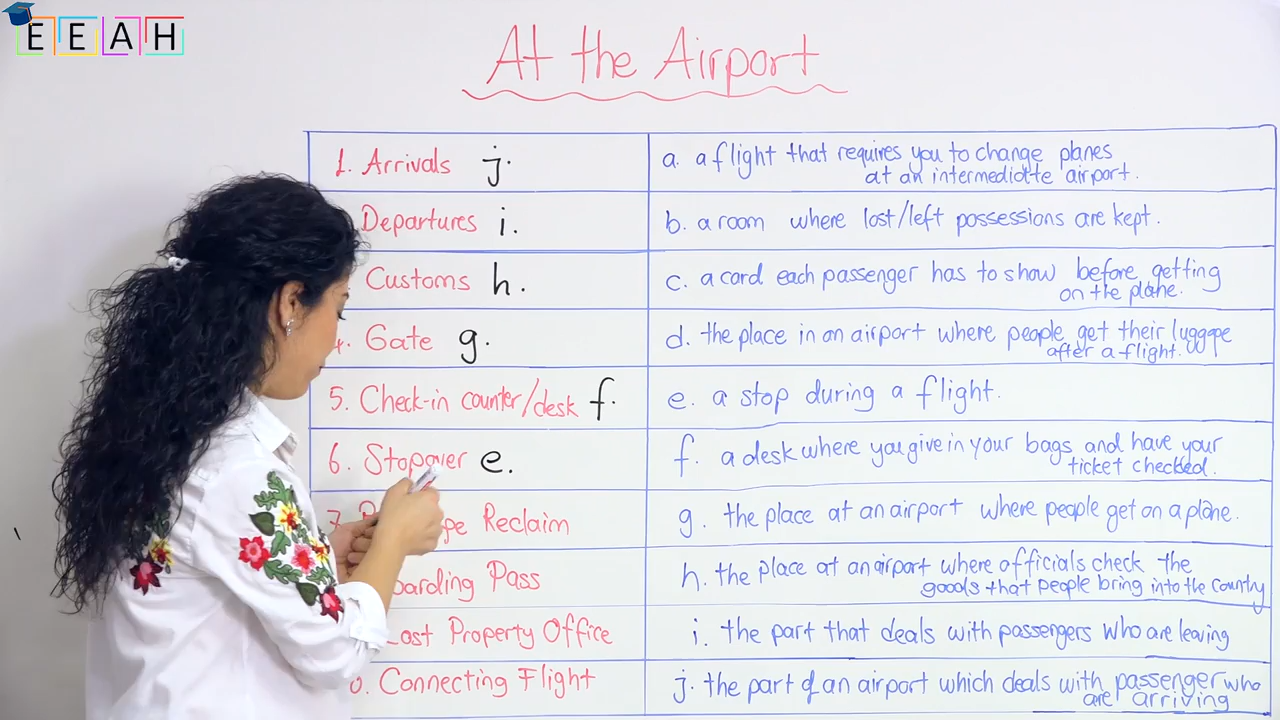 EEAH
At the Airport
1. Arrivals j.
a. a flight that requires you to change planes
at an intermediate airport.
Departures i.
b. a room where lost/left possessions are kept.
Customs h.
c. a card each passenger has to show before getting
on the plane.
4. Gate g.
d. the place in an airport where people get their luggage
after a flight.
5. Check-in counter/desk f.
e. a stop during a flight.
6. Stopover e.
f. a desk where you give in your bags and have your
ticket checked.
7. Reclaim
g. the place at an airport where people get on a plane.
Pass
h. the place at an airport where officials check the
goods that people bring into the country
Lost Property Office
i. the part that deals with passengers who are leaving
Connecting Flight
j. the part of an airport which deals with passenger who
are arriving